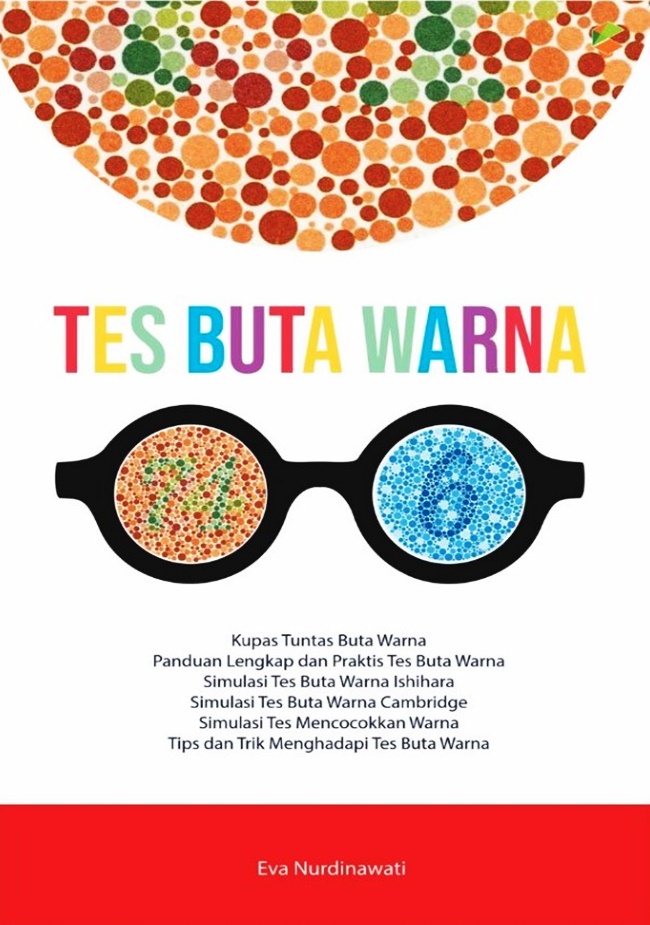 TES BUTA WARNA
74 6
Kupas Tuntas Buta Warna
Panduan Lengkap dan Praktis Tes Buta Warna
Simulasi Tes Buta Warna Ishihara
Simulasi Tes Buta Warna Cambridge
Simulasi Tes Mencocokkan Warna
Tips dan Trik Menghadapi Tes Buta Warna
Eva Nurdinawati